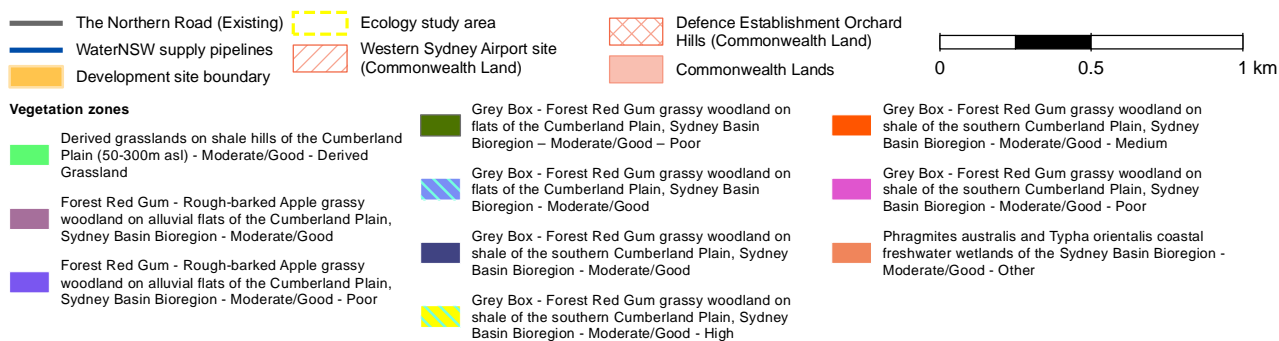 The Northern Road (Existing)
WaterNSW supply pipelines
Development site boundary
Ecology study area
Western Sydney Airport site
(Commonwealth Land)
Defence Establishment Orchard
Hills (Commonwealth Land)
Commonwealth Lands
0 0.5 1 km
Vegetation zones
Derived grasslands on shale hills of the Cumberland
Plain (50-300m asl) - Moderate/Good - Derived
Grassland
Forest Red Gum - Rough-barked Apple grassy
woodland on alluvial flats of the Cumberland Plain,
Sydney Basin Bioregion - Moderate/Good
Forest Red Gum - Rough-barked Apple grassy
woodland on alluvial flats of the Cumberland Plain,
Sydney Basin Bioregion - Moderate/Good - Poor
Grey Box - Forest Red Gum grassy woodland on
flats of the Cumberland Plain, Sydney Basin
Bioregion – Moderate/Good – Poor
Grey Box - Forest Red Gum grassy woodland on
flats of the Cumberland Plain, Sydney Basin
Bioregion - Moderate/Good
Grey Box - Forest Red Gum grassy woodland on
shale of the southern Cumberland Plain, Sydney
Basin Bioregion - Moderate/Good
Grey Box - Forest Red Gum grassy woodland on
shale of the southern Cumberland Plain, Sydney
Basin Bioregion - Moderate/Good - High
Grey Box - Forest Red Gum grassy woodland on
shale of the southern Cumberland Plain, Sydney
Basin Bioregion - Moderate/Good - Medium
Grey Box - Forest Red Gum grassy woodland on
shale of the southern Cumberland Plain, Sydney
Basin Bioregion - Moderate/Good - Poor
Phragmites australis and Typha orientalis coastal
freshwater wetlands of the Sydney Basin Bioregion -
Moderate/Good - Other